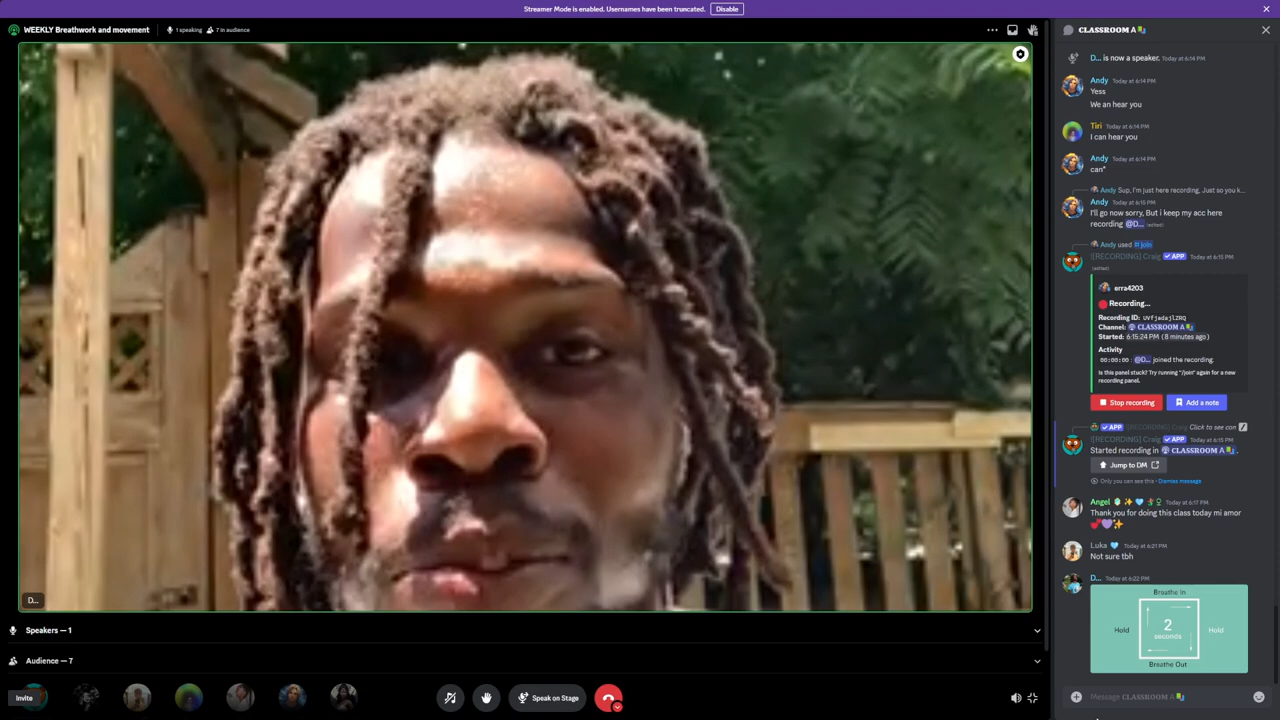 Streamer Mode is enabled. Usernames have been truncated.
Disable
WEEKLY Breathwork and movement
1 speaking
7 in audience
D...
Speakers — 1
Audience — 7
Invite
Speak on Stage
CLASSROOM A
D... is now a speaker. Today at 6:14 PM
Andy Today at 6:14 PM
Yess
We an hear you
Tiri Today at 6:14 PM
I can hear you
Andy Today at 6:14 PM
can*
Andy Sup, I'm just here recording, Just so you k...
Andy Today at 6:15 PM
I'll go now sorry, But i keep my acc here
recording @D... (edited)
Andy used join
[RECORDING] Craig APP Today at 6:15 PM
(edited)
erra4203
Recording...
Recording ID: UVfjadajlZRQ
Channel: CLASSROOM A
Started: 6:15:24 PM (8 minutes ago)
Activity
00:00:00 : @D... joined the recording.
Is this panel stuck? Try running "/join" again for a new
recording panel.
Stop recording
Add a note
APP [RECORDING] Craig Click to see con
[RECORDING] Craig APP Today at 6:15 PM
Started recording in CLASSROOM A .
Jump to DM
Only you can see this • Dismiss message
Angel Today at 6:17 PM
Thank you for doing this class today mi amor
Luka Today at 6:21 PM
Not sure tbh
D... Today at 6:22 PM
Breathe In
Hold
2
seconds
Hold
Breathe Out
Message CLASSROOM A